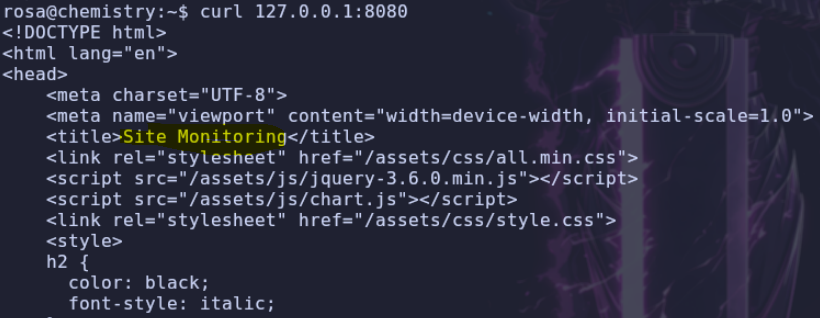 rosa@chemistry:~$ curl 127.0.0.1:8080
<!DOCTYPE html>
<html lang="en">
<head>
    <meta charset="UTF-8">
    <meta name="viewport" content="width=device-width, initial-scale=1.0">
    <title>Site Monitoring</title>
    <link rel="stylesheet" href="/assets/css/all.min.css">
    <script src="/assets/js/jquery-3.6.0.min.js"></script>
    <script src="/assets/js/chart.js"></script>
    <link rel="stylesheet" href="/assets/css/style.css">
    <style>
    h2 {
      color: black;
      font-style: italic;